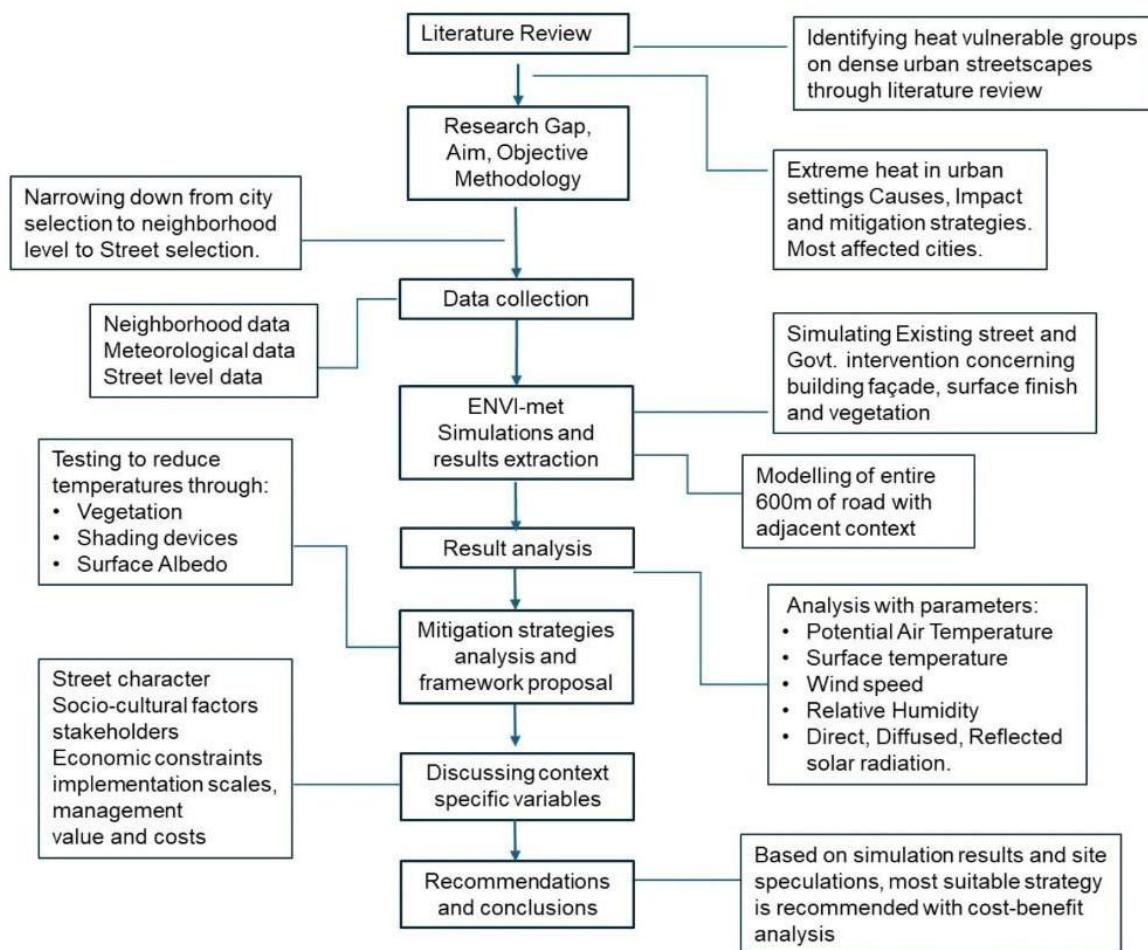 Literature Review
Identifying heat vulnerable groups
on dense urban streetscapes
through literature review
Research Gap,
Aim, Objective
Methodology
Extreme heat in urban
settings Causes, Impact
and mitigation strategies.
Most affected cities.
Narrowing down from city
selection to neighborhood
level to Street selection.
Data collection
Neighborhood data
Meteorological data
Street level data
Simulating Existing street and
Govt. intervention concerning
building façade, surface finish
and vegetation
ENVI-met
Simulations and
results extraction
Modelling of entire
600m of road with
adjacent context
Testing to reduce
temperatures through:
• Vegetation
• Shading devices
• Surface Albedo
Result analysis
Analysis with parameters:
• Potential Air Temperature
• Surface temperature
• Wind speed
• Relative Humidity
• Direct, Diffused, Reflected
solar radiation.
Mitigation strategies
analysis and
framework proposal
Street character
Socio-cultural factors
stakeholders
Economic constraints
implementation scales,
management
value and costs
Discussing context
specific variables
Recommendations
and conclusions
Based on simulation results and site
speculations, most suitable strategy
is recommended with cost-benefit
analysis